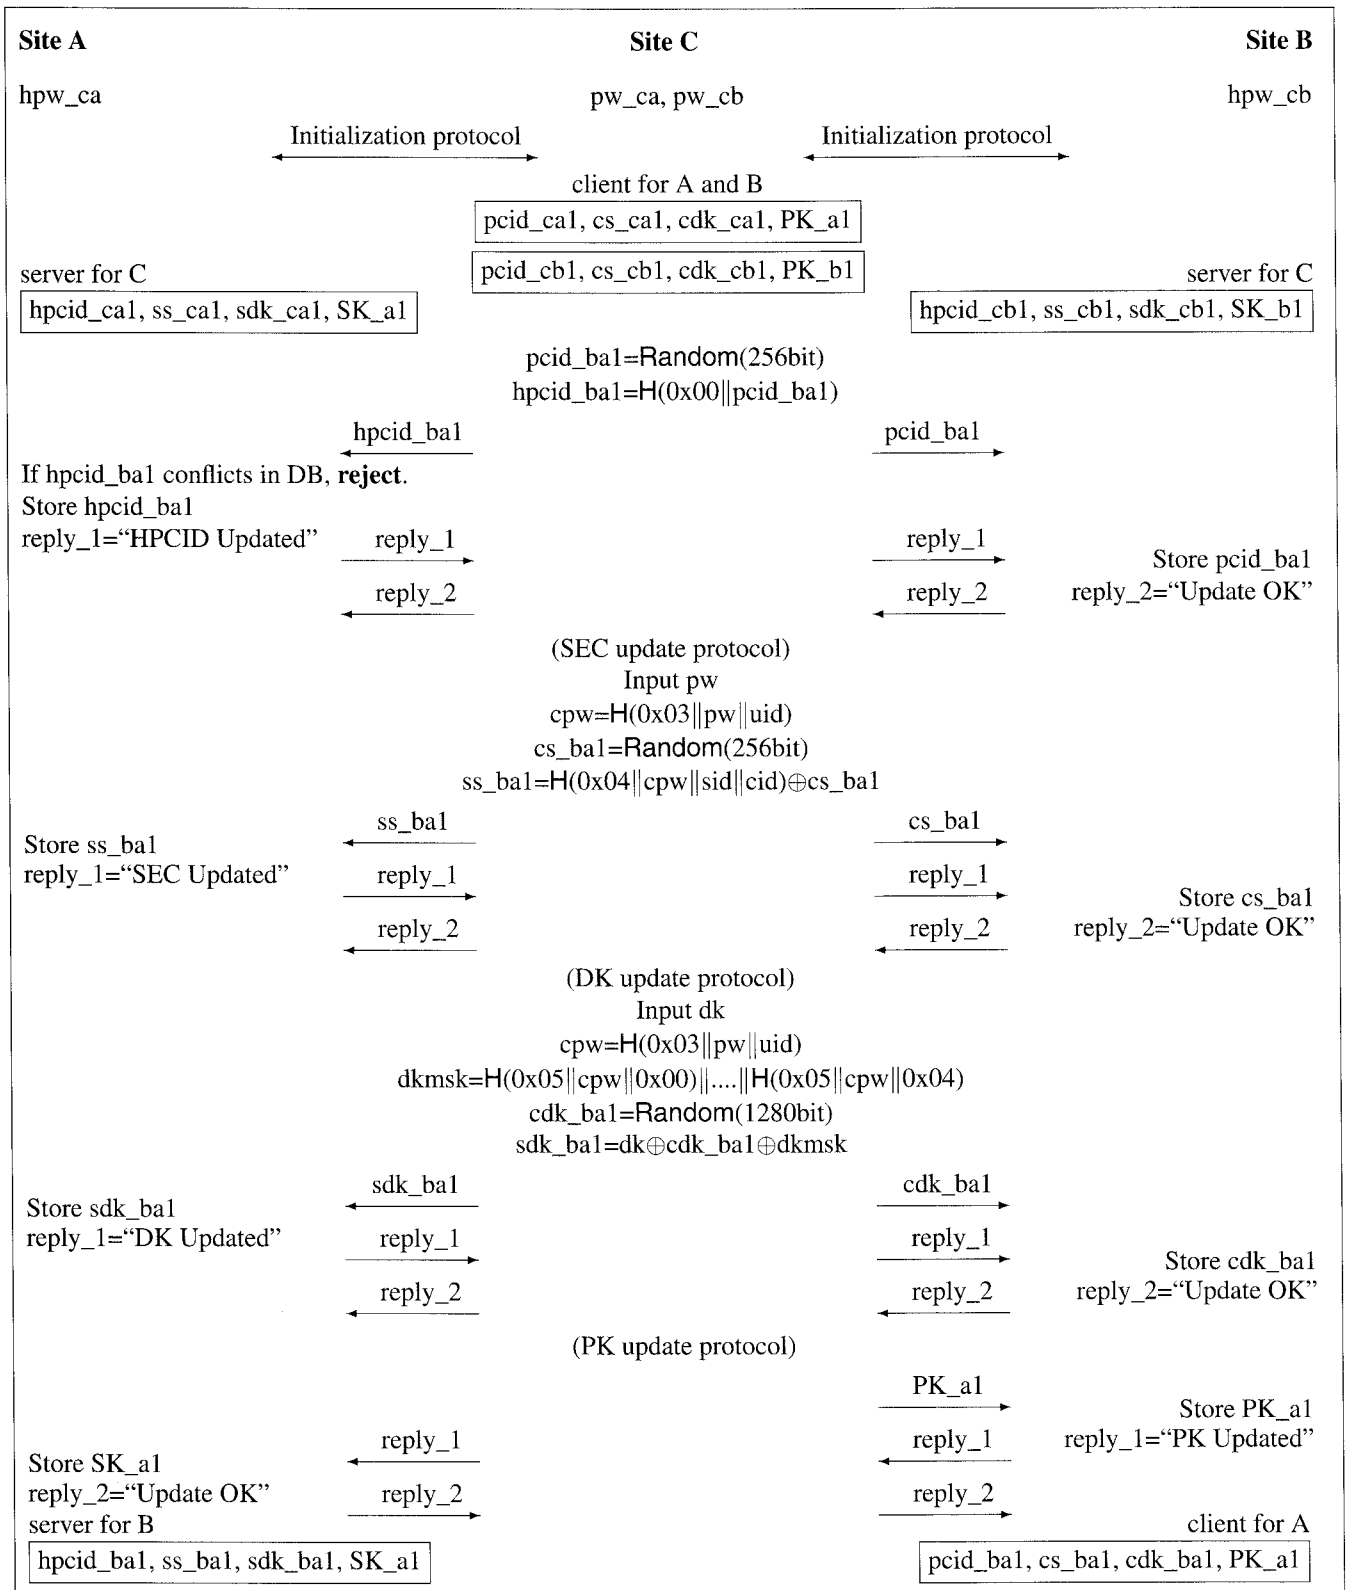 Site A Site C Site B
hpw_ca pw_ca, pw_cb hpw_cb
Initialization protocol Initialization protocol
client for A and B
pcid_ca1, cs_ca1, cdk_ca1, PK_a1
server for C pcid_cb1, cs_cb1, cdk_cb1, PK_b1 server for C
hpcid_ca1, ss_ca1, sdk_ca1, SK_a1 hpcid_cb1, ss_cb1, sdk_cb1, SK_b1
pcid_ba1=Random(256bit)
hpcid_ba1=H(0x00||pcid_ba1)
hpcid_ba1 pcid_ba1
If hpcid_ba1 conflicts in DB, reject.
Store hpcid_ba1
reply_1=“HPCID Updated” reply_1 reply_1
Store pcid_ba1
reply_2 reply_2 reply_2=“Update OK”
(SEC update protocol)
Input pw
cpw=H(0x03||pw||uid)
cs_ba1=Random(256bit)
ss_ba1=H(0x04||cpw||sid||cid)⊕cs_ba1
ss_ba1 cs_ba1
Store ss_ba1
reply_1=“SEC Updated” reply_1 reply_1
Store cs_ba1
reply_2 reply_2 reply_2=“Update OK”
(DK update protocol)
Input dk
cpw=H(0x03||pw||uid)
dkmsk=H(0x05||cpw||0x00)||....||H(0x05||cpw||0x04)
cdk_ba1=Random(1280bit)
sdk_ba1=dk⊕cdk_ba1⊕dkmsk
sdk_ba1 cdk_ba1
Store sdk_ba1
reply_1=“DK Updated” reply_1 reply_1
Store cdk_ba1
reply_2 reply_2 reply_2=“Update OK”
(PK update protocol)
PK_a1
Store PK_a1
reply_1 reply_1 reply_1=“PK Updated”
Store SK_a1
reply_2=“Update OK” reply_2 reply_2
server for B client for A
hpcid_ba1, ss_ba1, sdk_ba1, SK_a1 pcid_ba1, cs_ba1, cdk_ba1, PK_a1